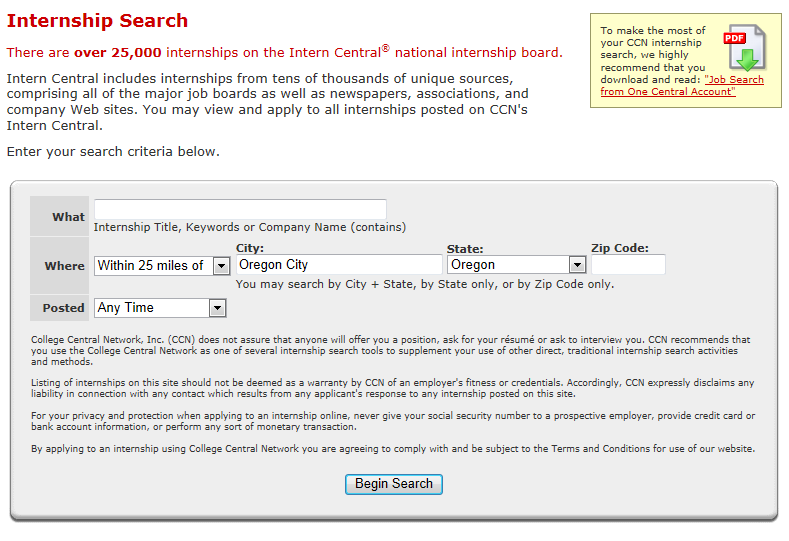 Internship Search
There are over 25,000 internships on the Intern Central® national internship board.
Intern Central includes internships from tens of thousands of unique sources,
comprising all of the major job boards as well as newspapers, associations, and
company Web sites. You may view and apply to all internships posted on CCN's
Intern Central.
Enter your search criteria below.
To make the most of
your CCN internship
search, we highly
recommend that you
download and read: "Job Search
from One Central Account"
PDF
What
Internship Title, Keywords or Company Name (contains)
City: State: Zip Code:
Where Within 25 miles of Oregon City Oregon
You may search by City + State, by State only, or by Zip Code only.
Posted Any Time
College Central Network, Inc. (CCN) does not assure that anyone will offer you a position, ask for your résumé or ask to interview you. CCN recommends that
you use the College Central Network as one of several internship search tools to supplement your use of other direct, traditional internship search activities
and methods.
Listing of internships on this site should not be deemed as a warranty by CCN of an employer's fitness or credentials. Accordingly, CCN expressly disclaims any
liability in connection with any contact which results from any applicant's response to any internship posted on this site.
For your privacy and protection when applying to an internship online, never give your social security number to a prospective employer, provide credit card or
bank account information, or perform any sort of monetary transaction.
By applying to an internship using College Central Network you are agreeing to comply with and be subject to the Terms and Conditions for use of our website.
Begin Search